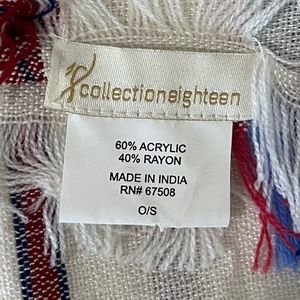 collectioneighteen
60% ACRYLIC
40% RAYON
MADE IN INDIA
RN# 67508
O/S